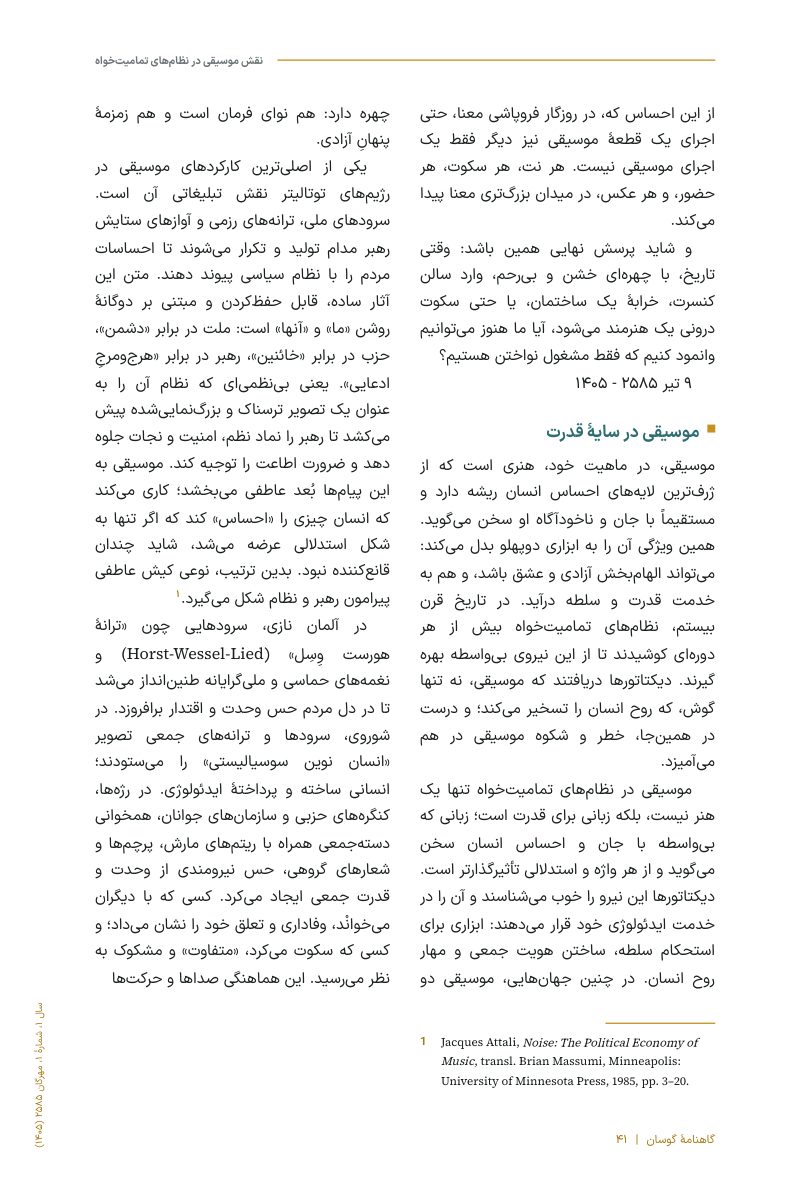 نقش موسیقی در نظام‌های تمامیت‌خواه
از این احساس که، در روزگار فروپاشی معنا، حتی
اجرای یک قطعهٔ موسیقی نیز دیگر فقط یک
اجرای موسیقی نیست. هر نت، هر سکوت، هر
حضور، و هر عکس، در میدان بزرگ‌تری معنا پیدا
می‌کند.
و شاید پرسش نهایی همین باشد: وقتی
تاریخ، با چهره‌ای خشن و بی‌رحم، وارد سالن
کنسرت، خرابهٔ یک ساختمان، یا حتی سکوت
درونی یک هنرمند می‌شود، آیا ما هنوز می‌توانیم
وانمود کنیم که فقط مشغول نواختن هستیم؟
۹ تیر ۲۵۸۵ - ۱۴۰۵
موسیقی در سایهٔ قدرت
موسیقی، در ماهیت خود، هنری است که از
ژرف‌ترین لایه‌های احساس انسان ریشه دارد و
مستقیماً با جان و ناخودآگاه او سخن می‌گوید.
همین ویژگی آن را به ابزاری دوپهلو بدل می‌کند:
می‌تواند الهام‌بخش آزادی و عشق باشد، و هم به
خدمت قدرت و سلطه درآید. در تاریخ قرن
بیستم، نظام‌های تمامیت‌خواه بیش از هر
دوره‌ای کوشیدند تا از این نیروی بی‌واسطه بهره
گیرند. دیکتاتورها دریافتند که موسیقی، نه تنها
گوش، که روح انسان را تسخیر می‌کند؛ و درست
در همین‌جا، خطر و شکوه موسیقی در هم
می‌آمیزد.
موسیقی در نظام‌های تمامیت‌خواه تنها یک
هنر نیست، بلکه زبانی برای قدرت است؛ زبانی که
بی‌واسطه با جان و احساس انسان سخن
می‌گوید و از هر واژه و استدلالی تأثیرگذارتر است.
دیکتاتورها این نیرو را خوب می‌شناسند و آن را در
خدمت ایدئولوژی خود قرار می‌دهند: ابزاری برای
استحکام سلطه، ساختن هویت جمعی و مهار
روح انسان. در چنین جهان‌هایی، موسیقی دو
چهره دارد: هم نوای فرمان است و هم زمزمهٔ
پنهانِ آزادی.
یکی از اصلی‌ترین کارکردهای موسیقی در
رژیم‌های توتالیتر نقش تبلیغاتی آن است.
سرودهای ملی، ترانه‌های رزمی و آوازهای ستایش
رهبر مدام تولید و تکرار می‌شوند تا احساسات
مردم را با نظام سیاسی پیوند دهند. متن این
آثار ساده، قابل حفظ‌کردن و مبتنی بر دوگانهٔ
روشن «ما» و «آنها» است: ملت در برابر «دشمن»،
حزب در برابر «خائنین»، رهبر در برابر «هرج‌ومرجِ
ادعایی». یعنی بی‌نظمی‌ای که نظام آن را به
عنوان یک تصویر ترسناک و بزرگ‌نمایی‌شده پیش
می‌کشد تا رهبر را نماد نظم، امنیت و نجات جلوه
دهد و ضرورت اطاعت را توجیه کند. موسیقی به
این پیام‌ها بُعد عاطفی می‌بخشد؛ کاری می‌کند
که انسان چیزی را «احساس» کند که اگر تنها به
شکل استدلالی عرضه می‌شد، شاید چندان
قانع‌کننده نبود. بدین ترتیب، نوعی کیش عاطفی
پیرامون رهبر و نظام شکل می‌گیرد.۱
در آلمان نازی، سرودهایی چون «ترانهٔ
هورست وِسِل» (Horst-Wessel-Lied) و
نغمه‌های حماسی و ملی‌گرایانه طنین‌انداز می‌شد
تا در دل مردم حس وحدت و اقتدار برافروزد. در
شوروی، سرودها و ترانه‌های جمعی تصویر
«انسان نوین سوسیالیستی» را می‌ستودند؛
انسانی ساخته و پرداختهٔ ایدئولوژی. در رژه‌ها،
کنگره‌های حزبی و سازمان‌های جوانان، همخوانی
دسته‌جمعی همراه با ریتم‌های مارش، پرچم‌ها و
شعارهای گروهی، حس نیرومندی از وحدت و
قدرت جمعی ایجاد می‌کرد. کسی که با دیگران
می‌خوانْد، وفاداری و تعلق خود را نشان می‌داد؛ و
کسی که سکوت می‌کرد، «متفاوت» و مشکوک به
نظر می‌رسید. این هماهنگی صداها و حرکت‌ها
1 Jacques Attali, Noise: The Political Economy of
Music, transl. Brian Massumi, Minneapolis:
University of Minnesota Press, 1985, pp. 3–20.
گاهنامهٔ گوسان | ۴۱
سال ۱، شمارهٔ ۱، مهرگان ۲۵۸۵ (۱۴۰۵)